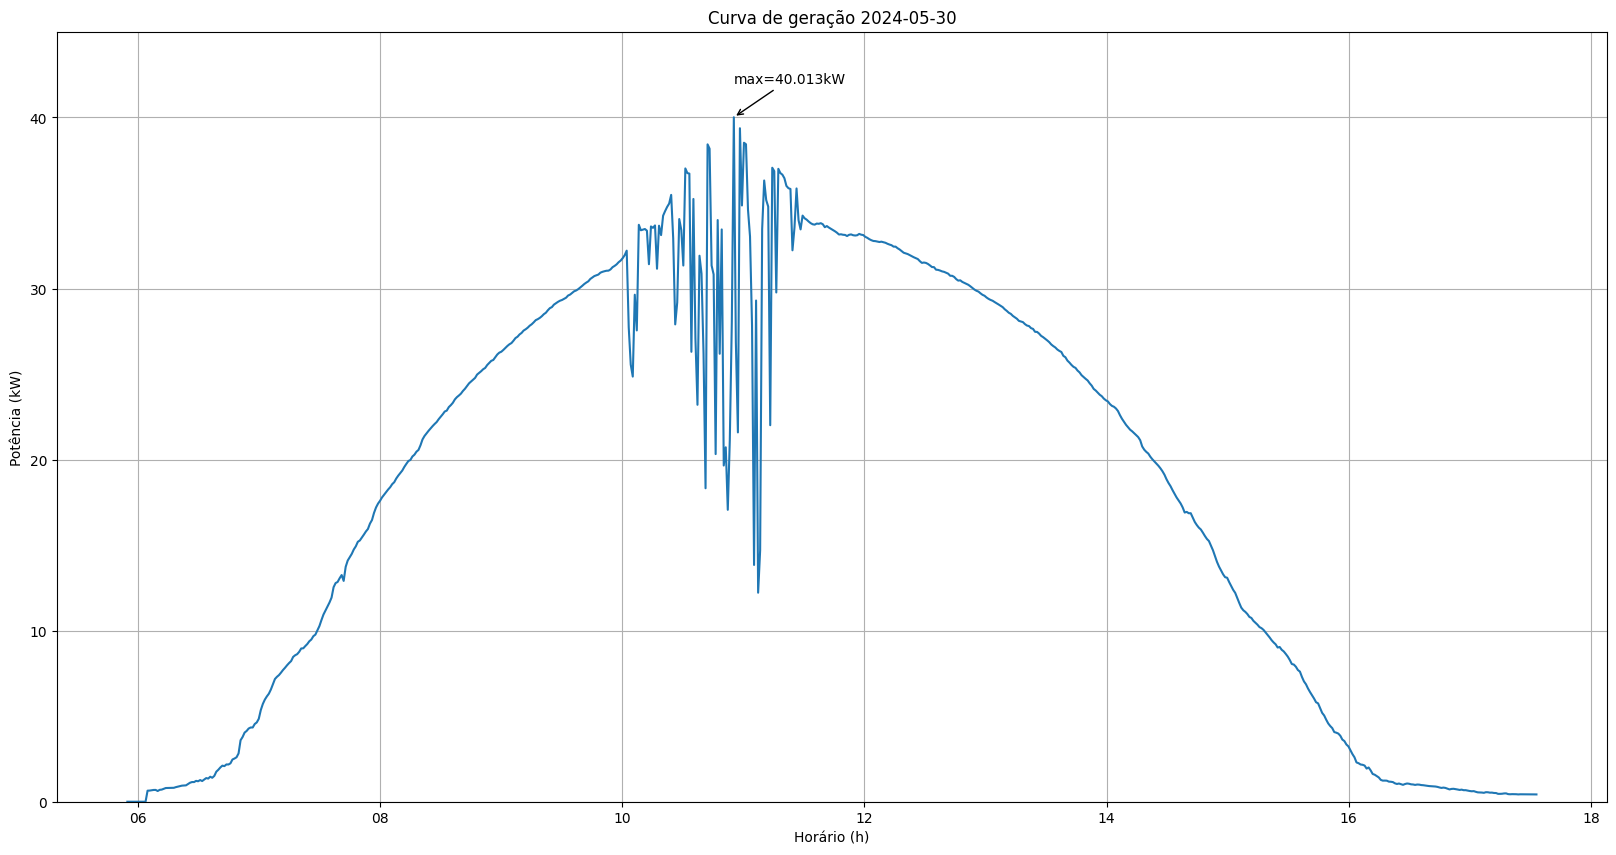 Curva de geração 2024-05-30
max=40.013kW
40
30
20
10
0
Potência (kW)
06 08 10 12 14 16 18
Horário (h)